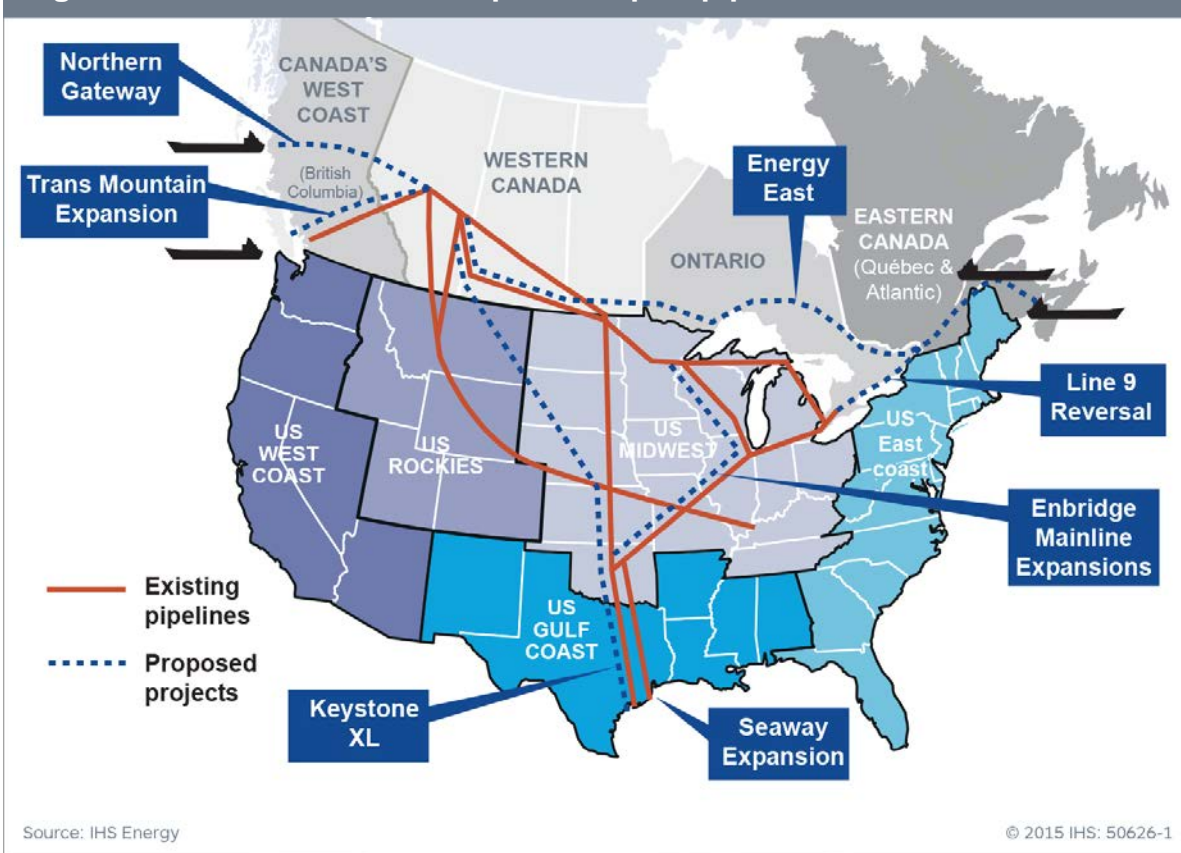 Northern
Gateway
CANADA'S
WEST
COAST
(British
Columbia)
Trans Mountain
Expansion
WESTERN
CANADA
Energy
East
ONTARIO
EASTERN
CANADA
(Québec &
Atlantic)
Line 9
Reversal
US
WEST
COAST
US
ROCKIES
US
MIDWEST
US
East
coast
Enbridge
Mainline
Expansions
Existing
pipelines
Proposed
projects
US
GULF
COAST
Keystone
XL
Seaway
Expansion
Source: IHS Energy
© 2015 IHS: 50626-1